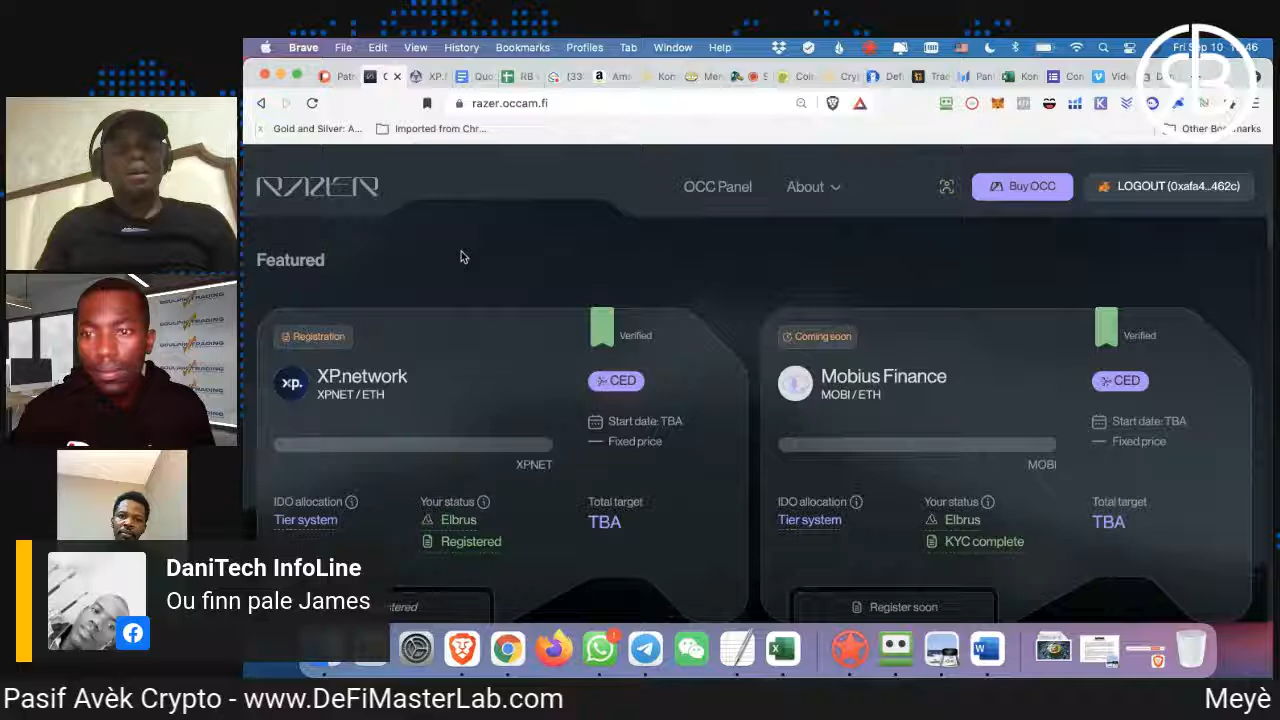 Brave File Edit View History Bookmarks Profiles Tab Window Help Fri Sep 10
razer.occam.fi
Gold and Silver: A... Imported from Chr... Other Bookmarks
RAZER OCC Panel About Buy OCC LOGOUT (0xafa4...462c)
Featured
Registration Verified
XP.network
XPNET / ETH
CED
Start date: TBA
Fixed price
XPNET
IDO allocation Your status Total target
Tier system Elbrus TBA
Registered
Coming soon Verified
Mobius Finance
MOBI / ETH
CED
Start date: TBA
Fixed price
MOBI
IDO allocation Your status Total target
Tier system Elbrus TBA
KYC complete
Register soon
xp.
DaniTech InfoLine
Ou finn pale James
Pasif Avèk Crypto - www.DeFiMasterLab.com Meyè